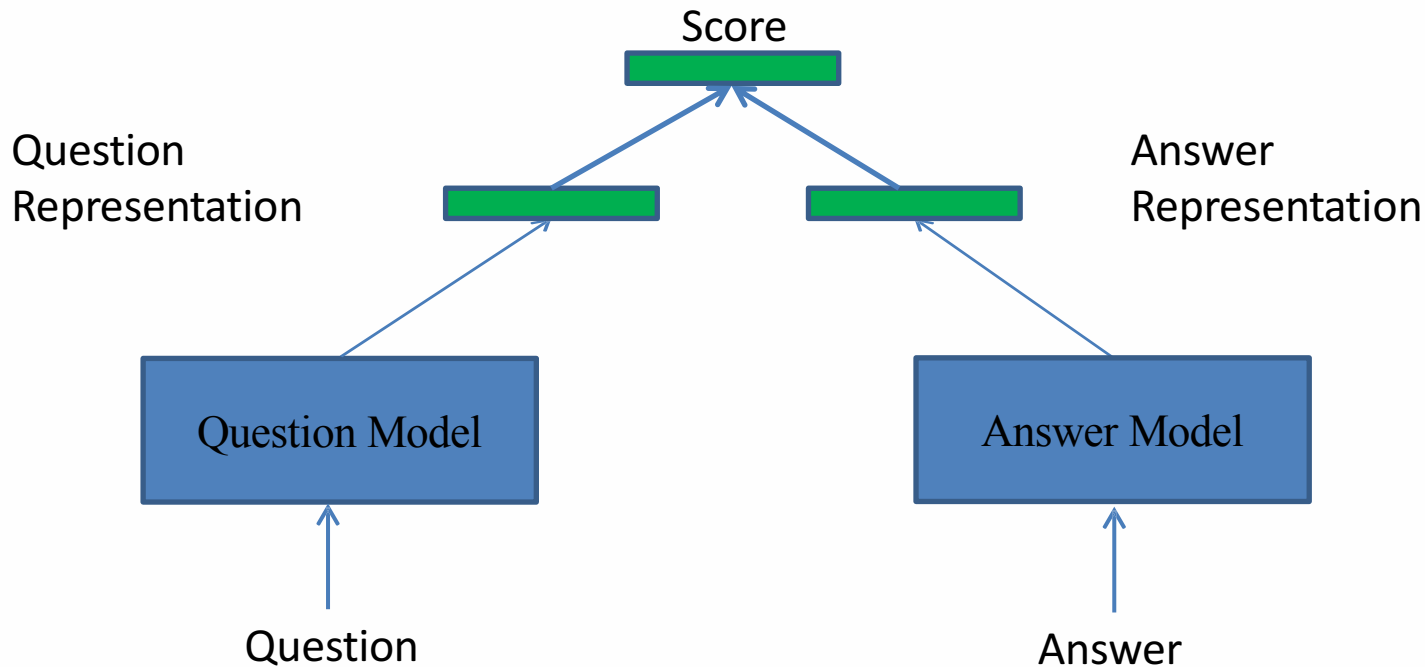 Score
Question
Representation
Answer
Representation
Question Model
Answer Model
Question
Answer